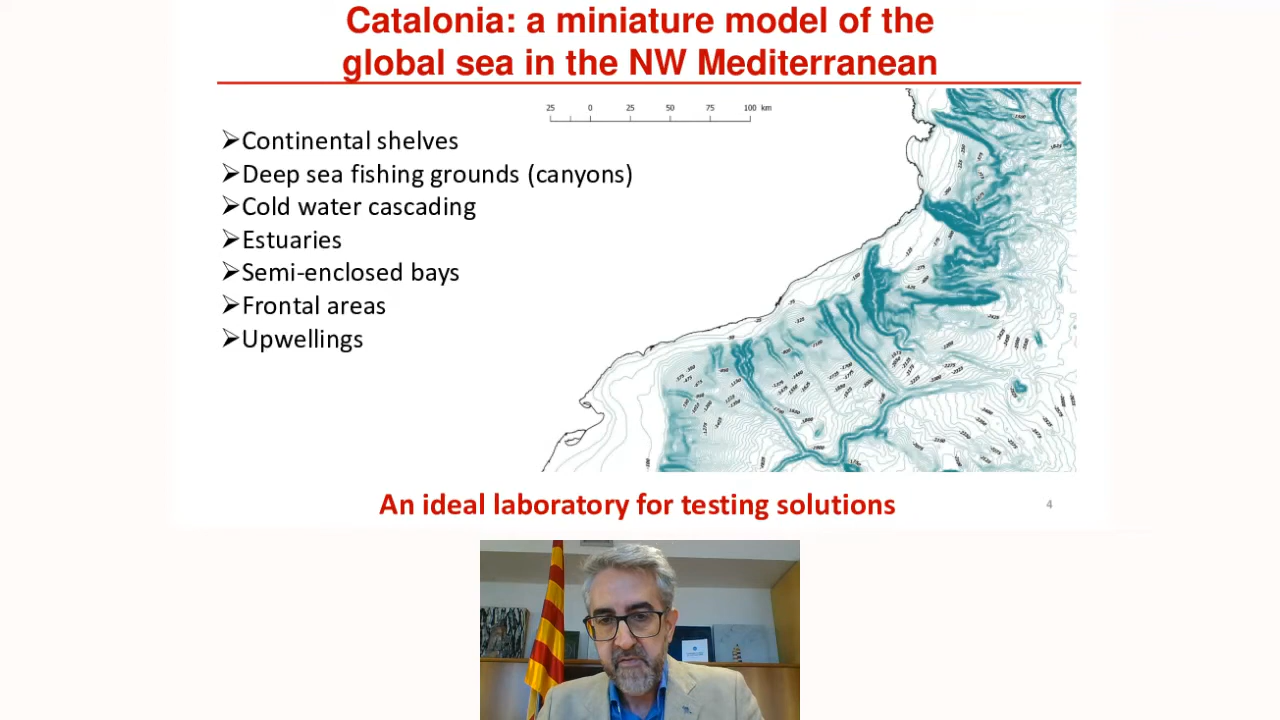 Catalonia: a miniature model of the
global sea in the NW Mediterranean
25 0 25 50 75 100 km
➢Continental shelves
➢Deep sea fishing grounds (canyons)
➢Cold water cascading
➢Estuaries
➢Semi-enclosed bays
➢Frontal areas
➢Upwellings
An ideal laboratory for testing solutions
4